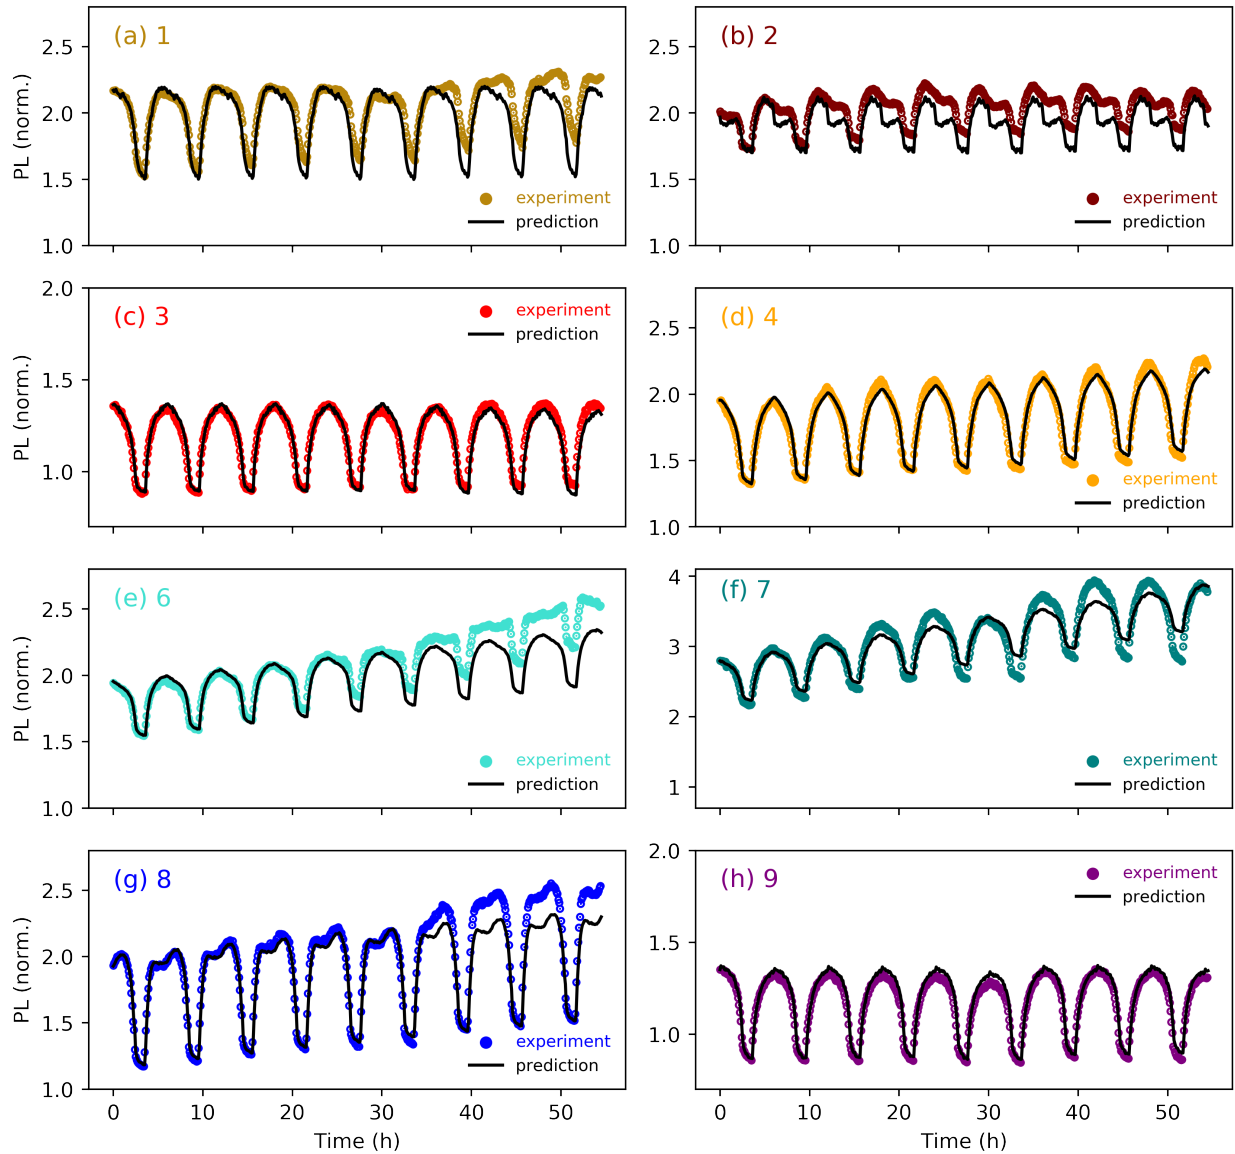 (a) 1
PL (norm.)
2.5
2.0
1.5
1.0
experiment
prediction
(b) 2
2.5
2.0
1.5
1.0
experiment
prediction
(c) 3
PL (norm.)
2.0
1.5
1.0
experiment
prediction
(d) 4
2.5
2.0
1.5
1.0
experiment
prediction
(e) 6
PL (norm.)
2.5
2.0
1.5
1.0
experiment
prediction
(f) 7
4
3
2
1
experiment
prediction
(g) 8
PL (norm.)
2.5
2.0
1.5
1.0
experiment
prediction
0 10 20 30 40 50
Time (h)
(h) 9
2.0
1.5
1.0
experiment
prediction
0 10 20 30 40 50
Time (h)